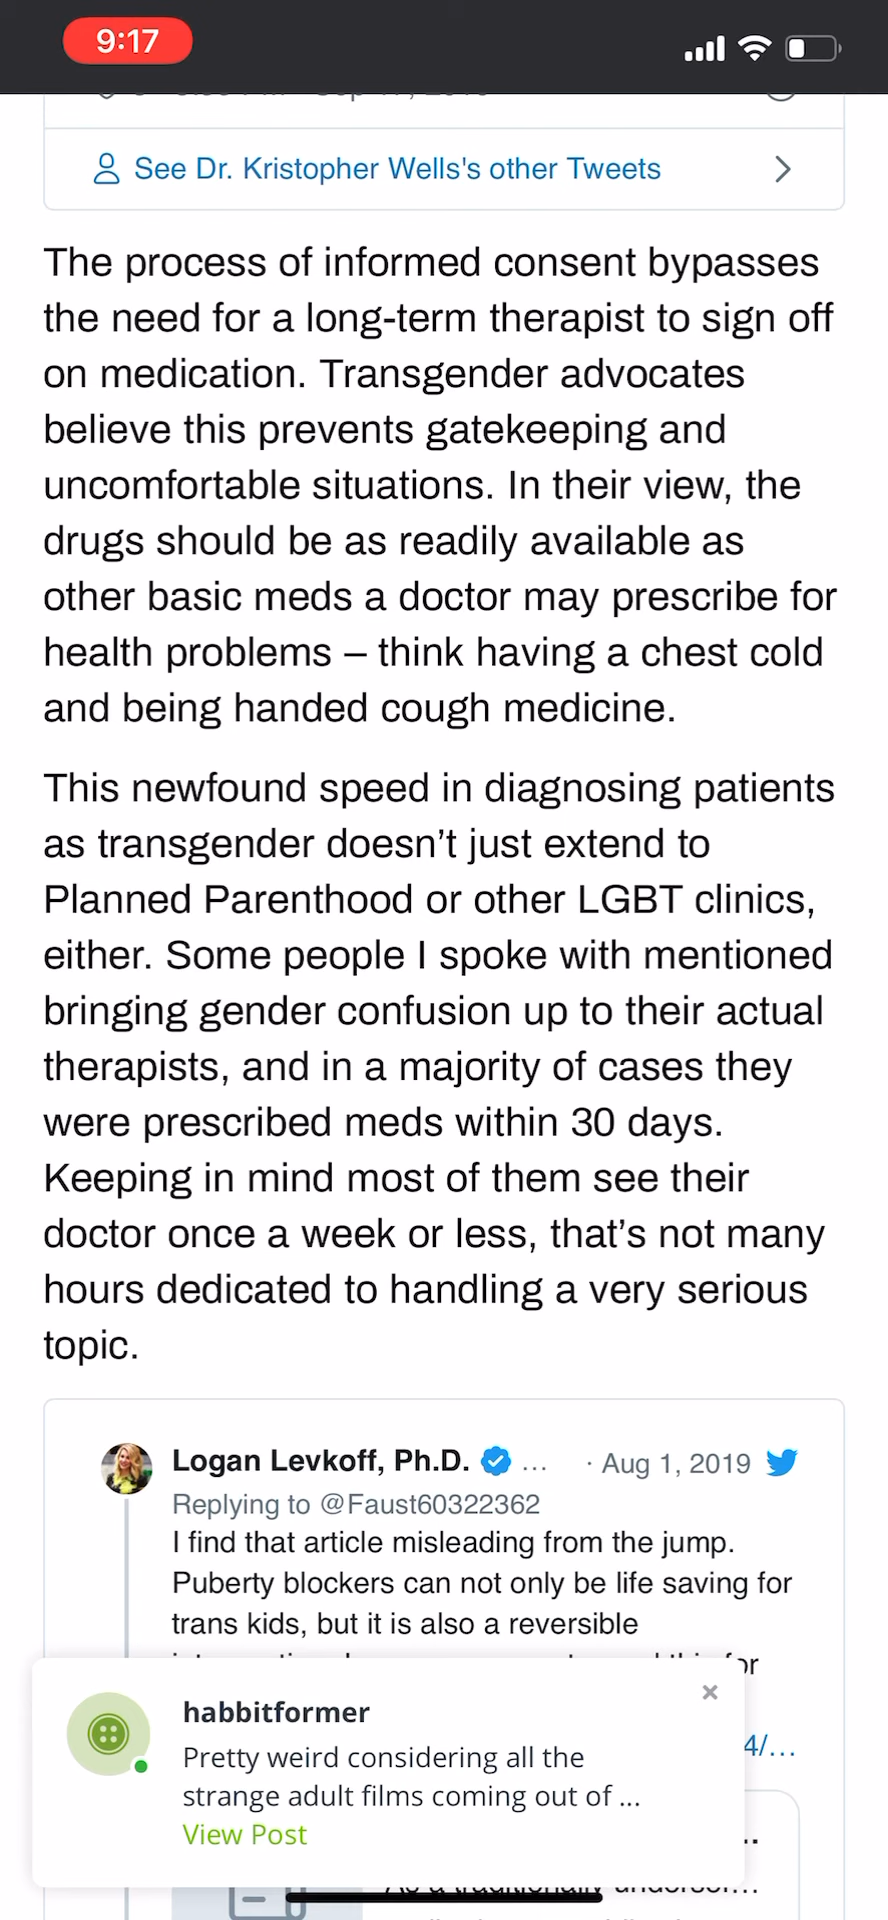 9:17
See Dr. Kristopher Wells's other Tweets
The process of informed consent bypasses
the need for a long-term therapist to sign off
on medication. Transgender advocates
believe this prevents gatekeeping and
uncomfortable situations. In their view, the
drugs should be as readily available as
other basic meds a doctor may prescribe for
health problems – think having a chest cold
and being handed cough medicine.
This newfound speed in diagnosing patients
as transgender doesn’t just extend to
Planned Parenthood or other LGBT clinics,
either. Some people I spoke with mentioned
bringing gender confusion up to their actual
therapists, and in a majority of cases they
were prescribed meds within 30 days.
Keeping in mind most of them see their
doctor once a week or less, that’s not many
hours dedicated to handling a very serious
topic.
Logan Levkoff, Ph.D. ... · Aug 1, 2019
Replying to @Faust60322362
I find that article misleading from the jump.
Puberty blockers can not only be life saving for
trans kids, but it is also a reversible
habbitformer
Pretty weird considering all the
strange adult films coming out of ...
View Post
4/...